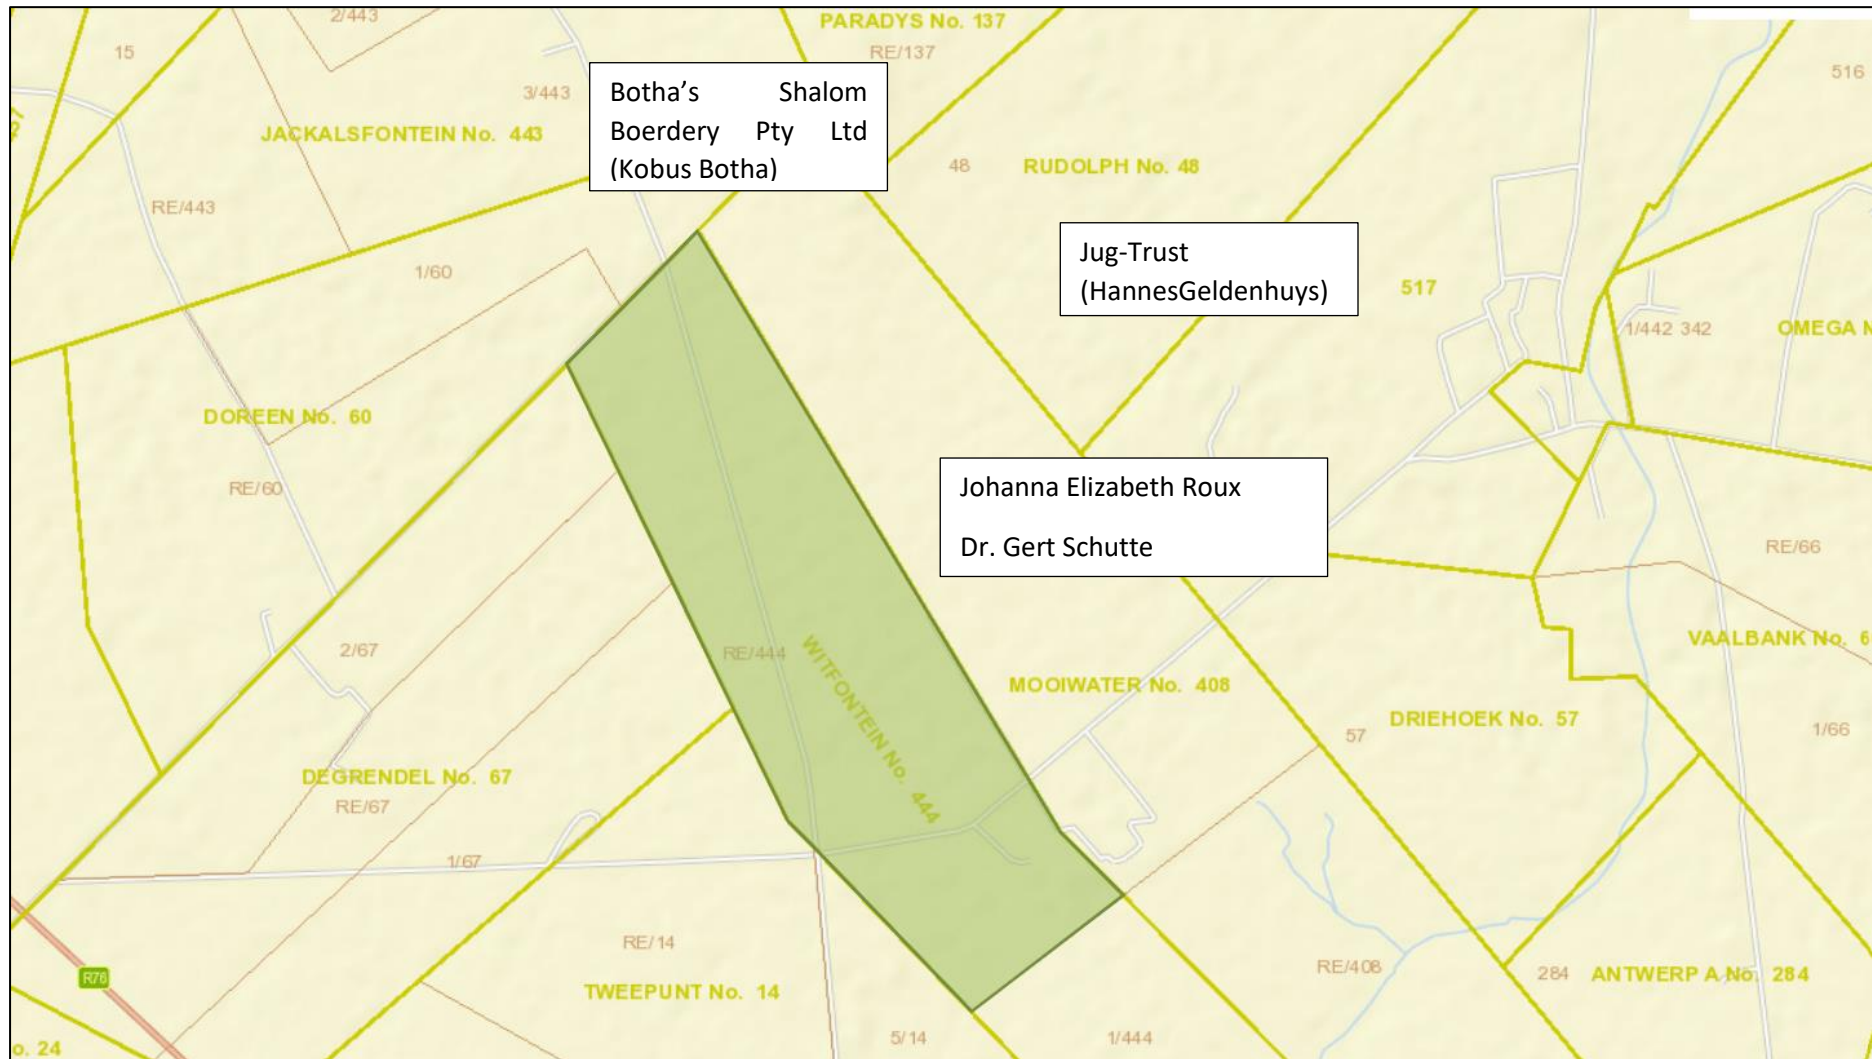 2/443
PARADYS No. 137
15
RE/137
516
3/443
Botha's Shalom
Boerdery Pty Ltd
(Kobus Botha)
JACKALSFONTEIN No. 443
48
RUDOLPH No. 48
RE/443
Jug-Trust
(HannesGeldenhuys)
1/60
517
1/442 342
OMEGA N
DOREEN No. 60
RE/60
Johanna Elizabeth Roux
Dr. Gert Schutte
RE/66
2/67
RE/444
WITFONTEIN No. 444
VAALBANK No. 6
MOOIWATER No. 408
DRIEHOEK No. 57
57
1/66
DEGRENDEL No. 67
RE/67
1/67
RE/14
RE/408
R76
TWEEPUNT No. 14
284
ANTWERP A No. 284
5/14
1/444
o. 24